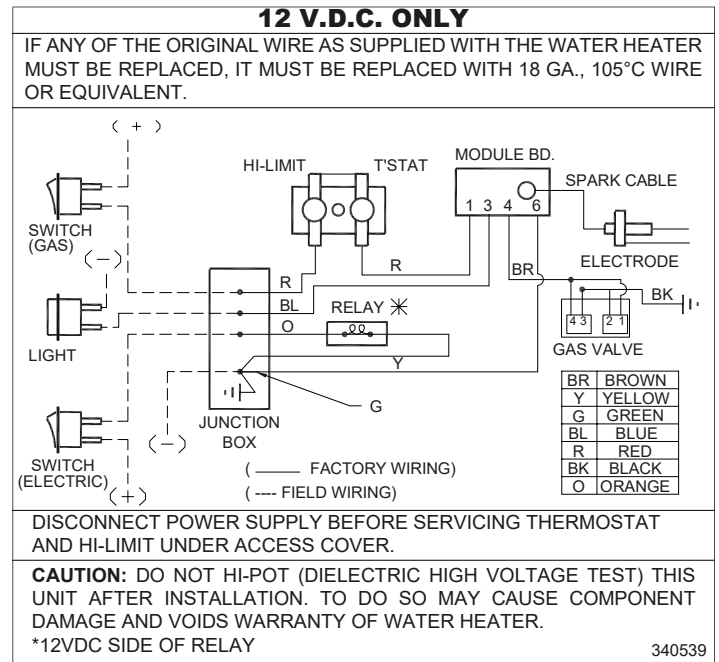 12 V.D.C. ONLY
IF ANY OF THE ORIGINAL WIRE AS SUPPLIED WITH THE WATER HEATER
MUST BE REPLACED, IT MUST BE REPLACED WITH 18 GA., 105°C WIRE
OR EQUIVALENT.
( + )
HI-LIMIT
T'STAT
MODULE BD.
SPARK CABLE
1 3 4 6
SWITCH
(GAS)
ELECTRODE
( — )
R
R
BR
BL
BK
RELAY *
O
4 3 2 1
GAS VALVE
LIGHT
Y
G
JUNCTION
BOX
( — )
SWITCH
(ELECTRIC)
( + )
( ——— FACTORY WIRING)
( ---- FIELD WIRING)
BR BROWN
Y YELLOW
G GREEN
BL BLUE
R RED
BK BLACK
O ORANGE
DISCONNECT POWER SUPPLY BEFORE SERVICING THERMOSTAT
AND HI-LIMIT UNDER ACCESS COVER.
CAUTION: DO NOT HI-POT (DIELECTRIC HIGH VOLTAGE TEST) THIS
UNIT AFTER INSTALLATION. TO DO SO MAY CAUSE COMPONENT
DAMAGE AND VOIDS WARRANTY OF WATER HEATER.
*12VDC SIDE OF RELAY
340539